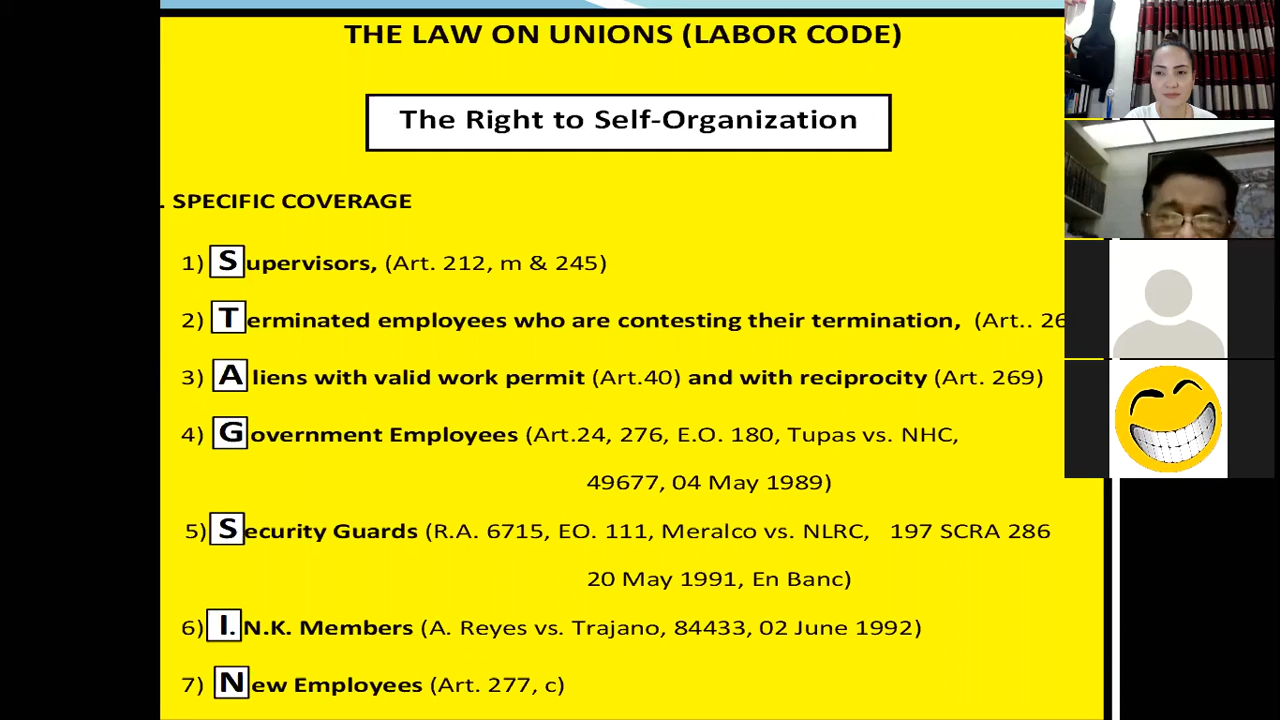 THE LAW ON UNIONS (LABOR CODE)
The Right to Self-Organization
. SPECIFIC COVERAGE
1) Supervisors, (Art. 212, m & 245)
2) Terminated employees who are contesting their termination, (Art.. 26
3) Aliens with valid work permit (Art.40) and with reciprocity (Art. 269)
4) Government Employees (Art.24, 276, E.O. 180, Tupas vs. NHC,
49677, 04 May 1989)
5) Security Guards (R.A. 6715, EO. 111, Meralco vs. NLRC, 197 SCRA 286
20 May 1991, En Banc)
6) I.N.K. Members (A. Reyes vs. Trajano, 84433, 02 June 1992)
7) New Employees (Art. 277, c)